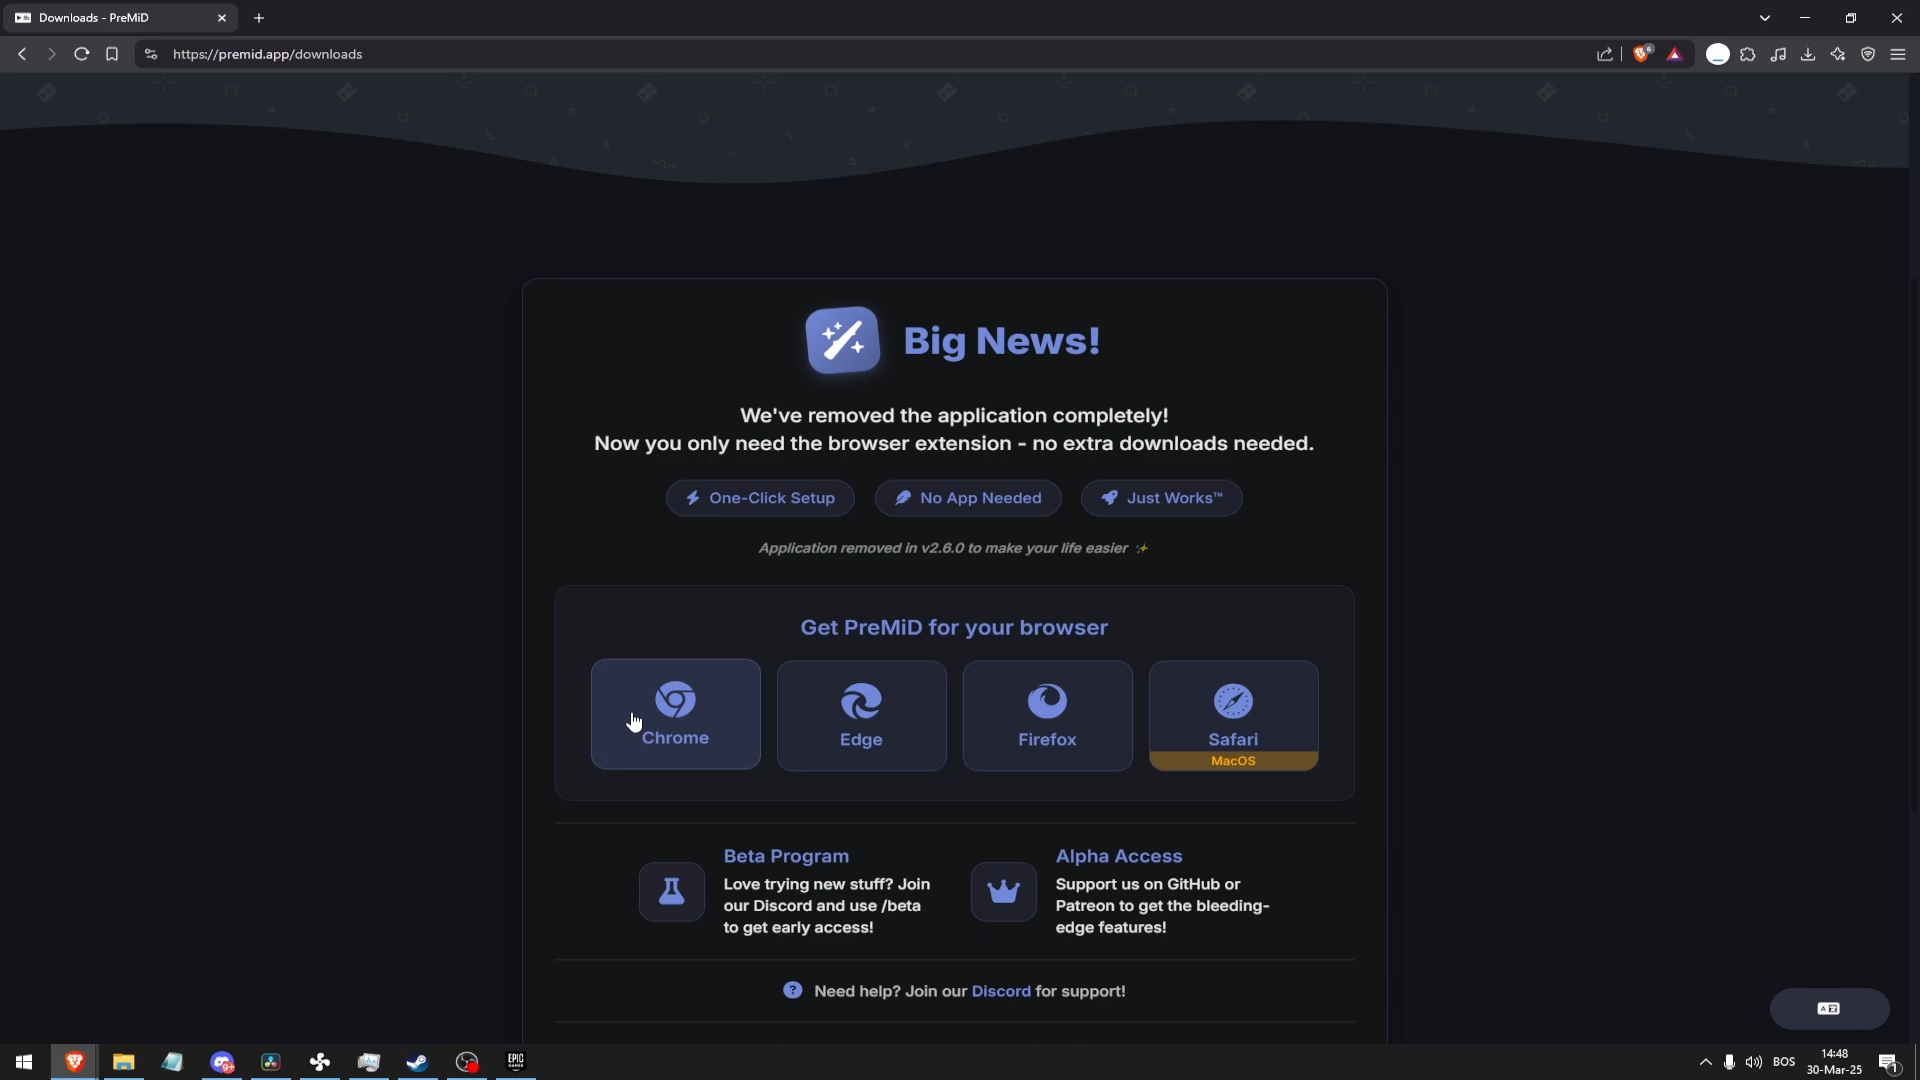 Downloads - PreMiD
https://premid.app/downloads
6
Big News!
We've removed the application completely!
Now you only need the browser extension - no extra downloads needed.
One-Click Setup
No App Needed
Just Works™
Application removed in v2.6.0 to make your life easier
Get PreMiD for your browser
Chrome
Edge
Firefox
Safari
MacOS
Beta Program
Love trying new stuff? Join
our Discord and use /beta
to get early access!
Alpha Access
Support us on GitHub or
Patreon to get the bleeding-
edge features!
? Need help? Join our Discord for support!
9+
EPIC
GAMES
BOS
14:48
30-Mar-25
1